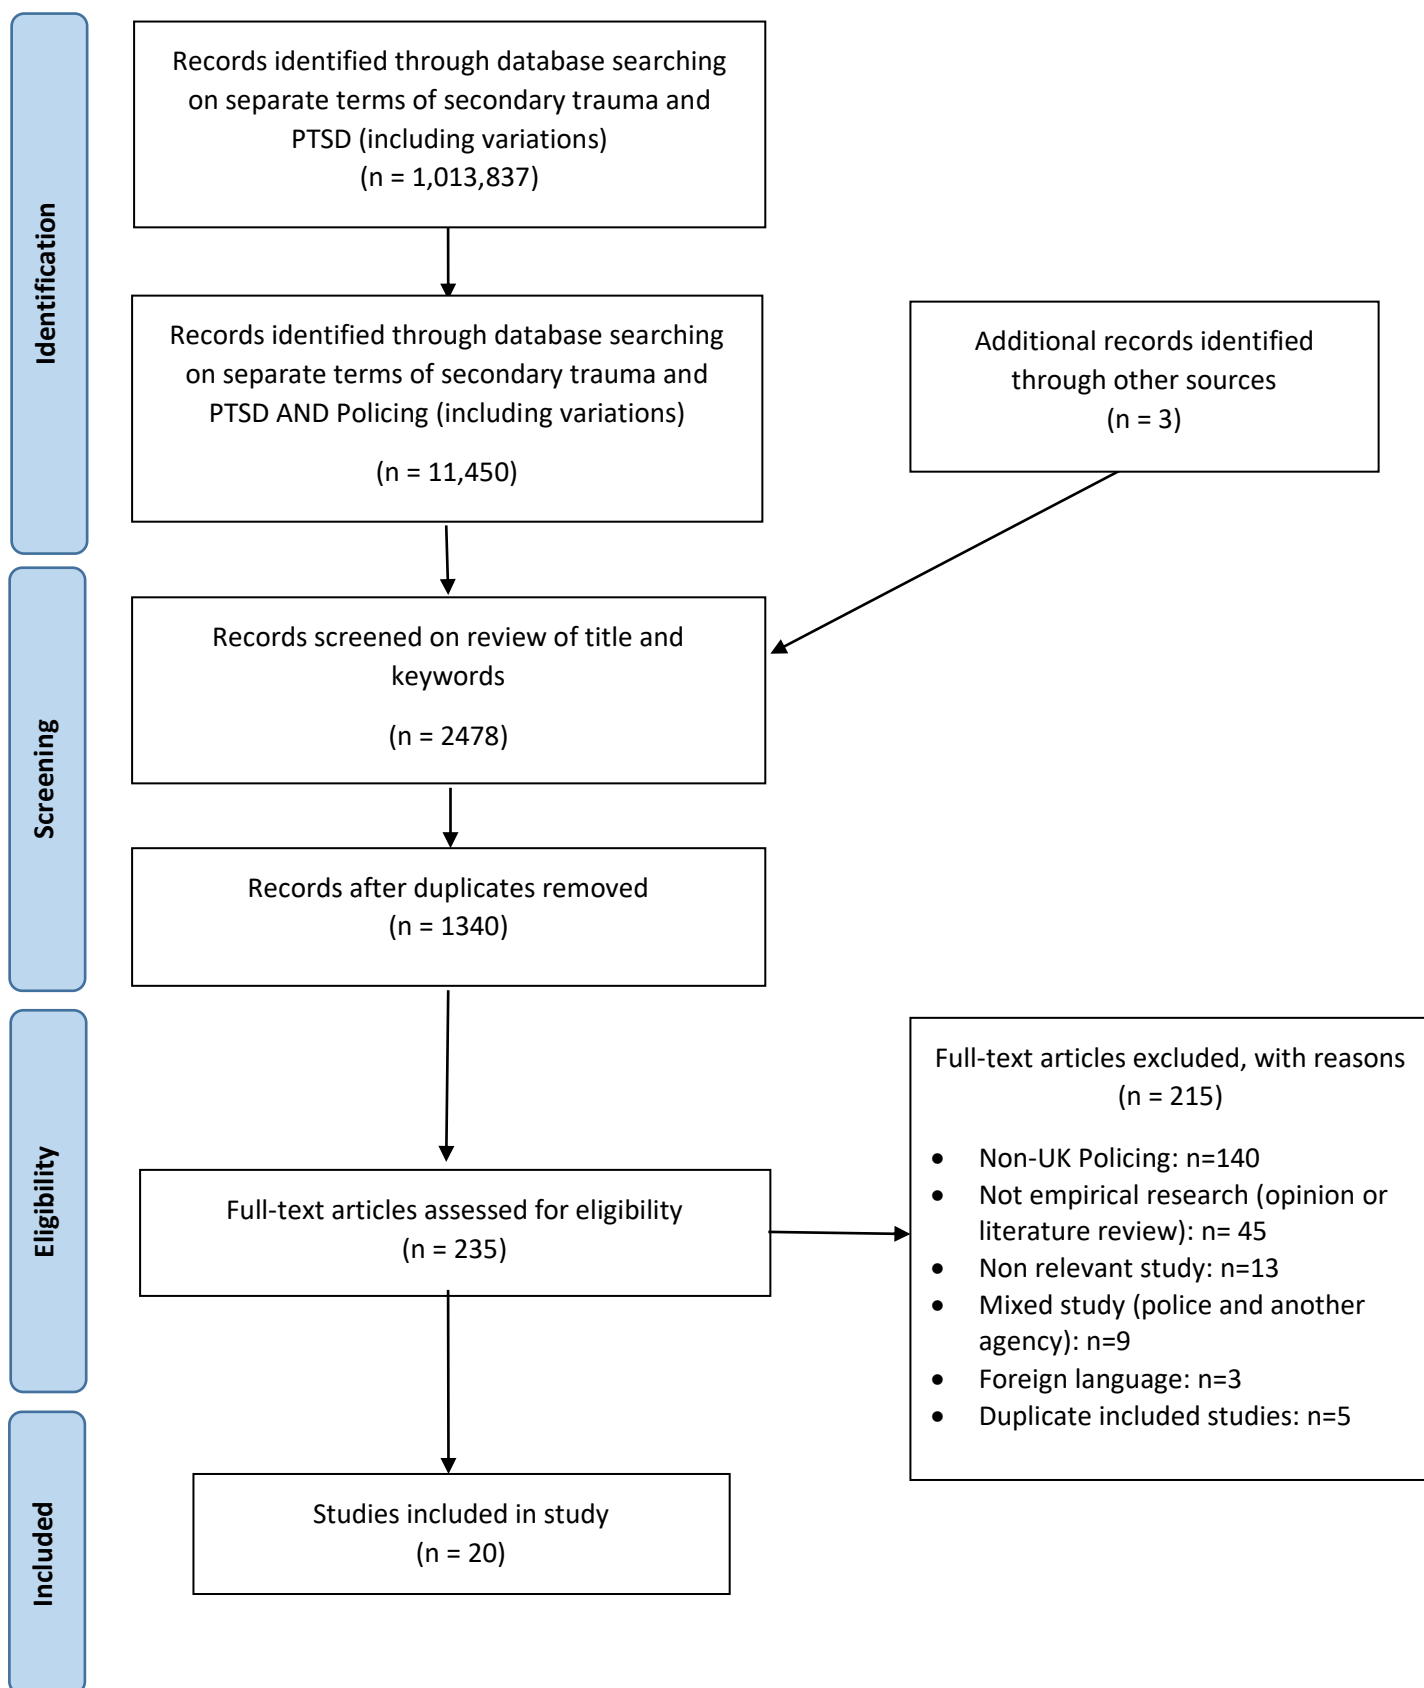 Identification
Records identified through database searching
on separate terms of secondary trauma and
PTSD (including variations)
(n = 1,013,837)
Records identified through database searching
on separate terms of secondary trauma and
PTSD AND Policing (including variations)
(n = 11,450)
Additional records identified
through other sources
(n = 3)
Screening
Records screened on review of title and
keywords
(n = 2478)
Records after duplicates removed
(n = 1340)
Eligibility
Full-text articles assessed for eligibility
(n = 235)
Full-text articles excluded, with reasons
(n = 215)
• Non-UK Policing: n=140
• Not empirical research (opinion or
literature review): n= 45
• Non relevant study: n=13
• Mixed study (police and another
agency): n=9
• Foreign language: n=3
• Duplicate included studies: n=5
Included
Studies included in study
(n = 20)